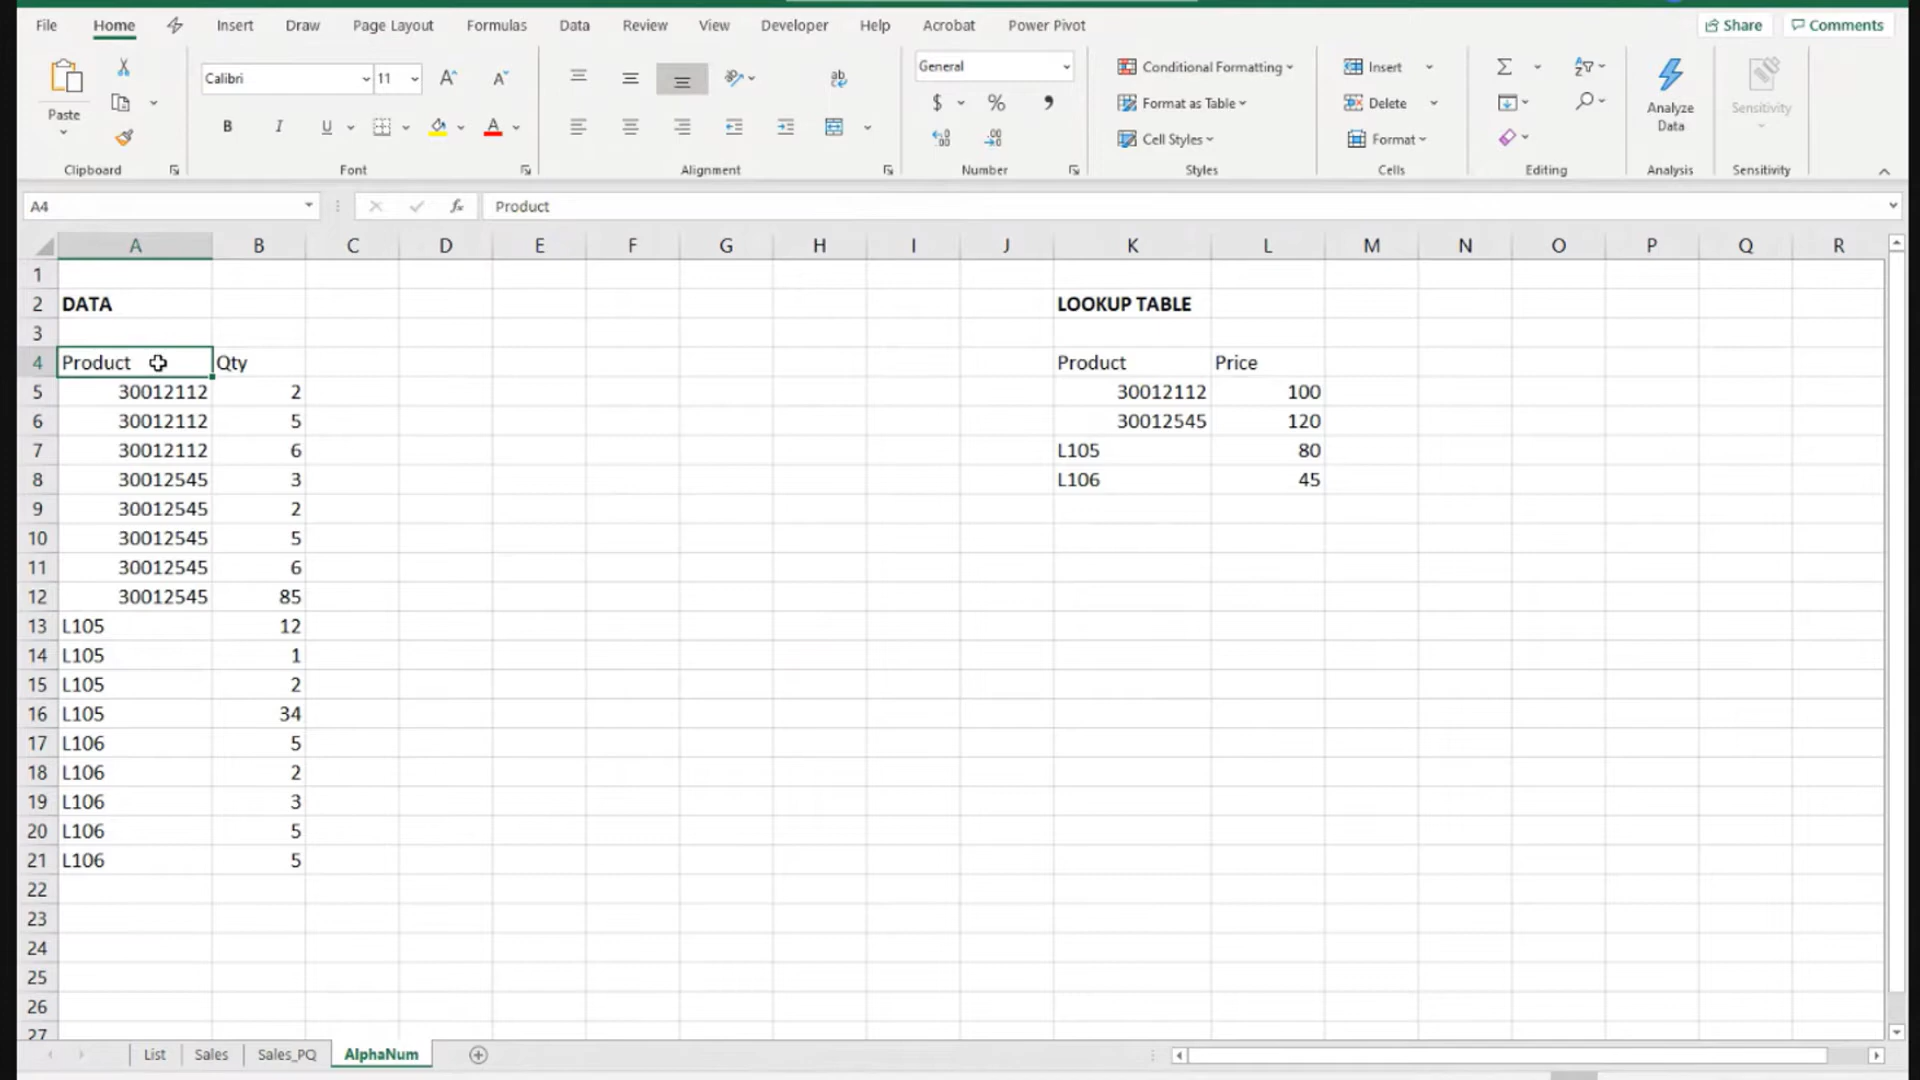 File Home Insert Draw Page Layout Formulas Data Review View Developer Help Acrobat Power Pivot Share Comments
Calibri 11 General Conditional Formatting Insert
Paste $ % Format as Table Delete Analyze Data Sensitivity
B I U A Cell Styles Format
Clipboard Font Alignment Number Styles Cells Editing Analysis Sensitivity
A4 fx Product
A B C D E F G H I J K L M N O P Q R
1
2 DATA LOOKUP TABLE
3
4 Product Qty Product Price
5 30012112 2 30012112 100
6 30012112 5 30012545 120
7 30012112 6 L105 80
8 30012545 3 L106 45
9 30012545 2
10 30012545 5
11 30012545 6
12 30012545 85
13 L105 12
14 L105 1
15 L105 2
16 L105 34
17 L106 5
18 L106 2
19 L106 3
20 L106 5
21 L106 5
22
23
24
25
26
27
List Sales Sales_PQ AlphaNum